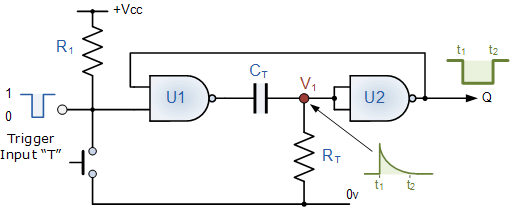 +Vcc
R1
1
0
Trigger
Input “T”
U1
CT
V1
U2
RT
0v
Q
t1 t2
t1 t2